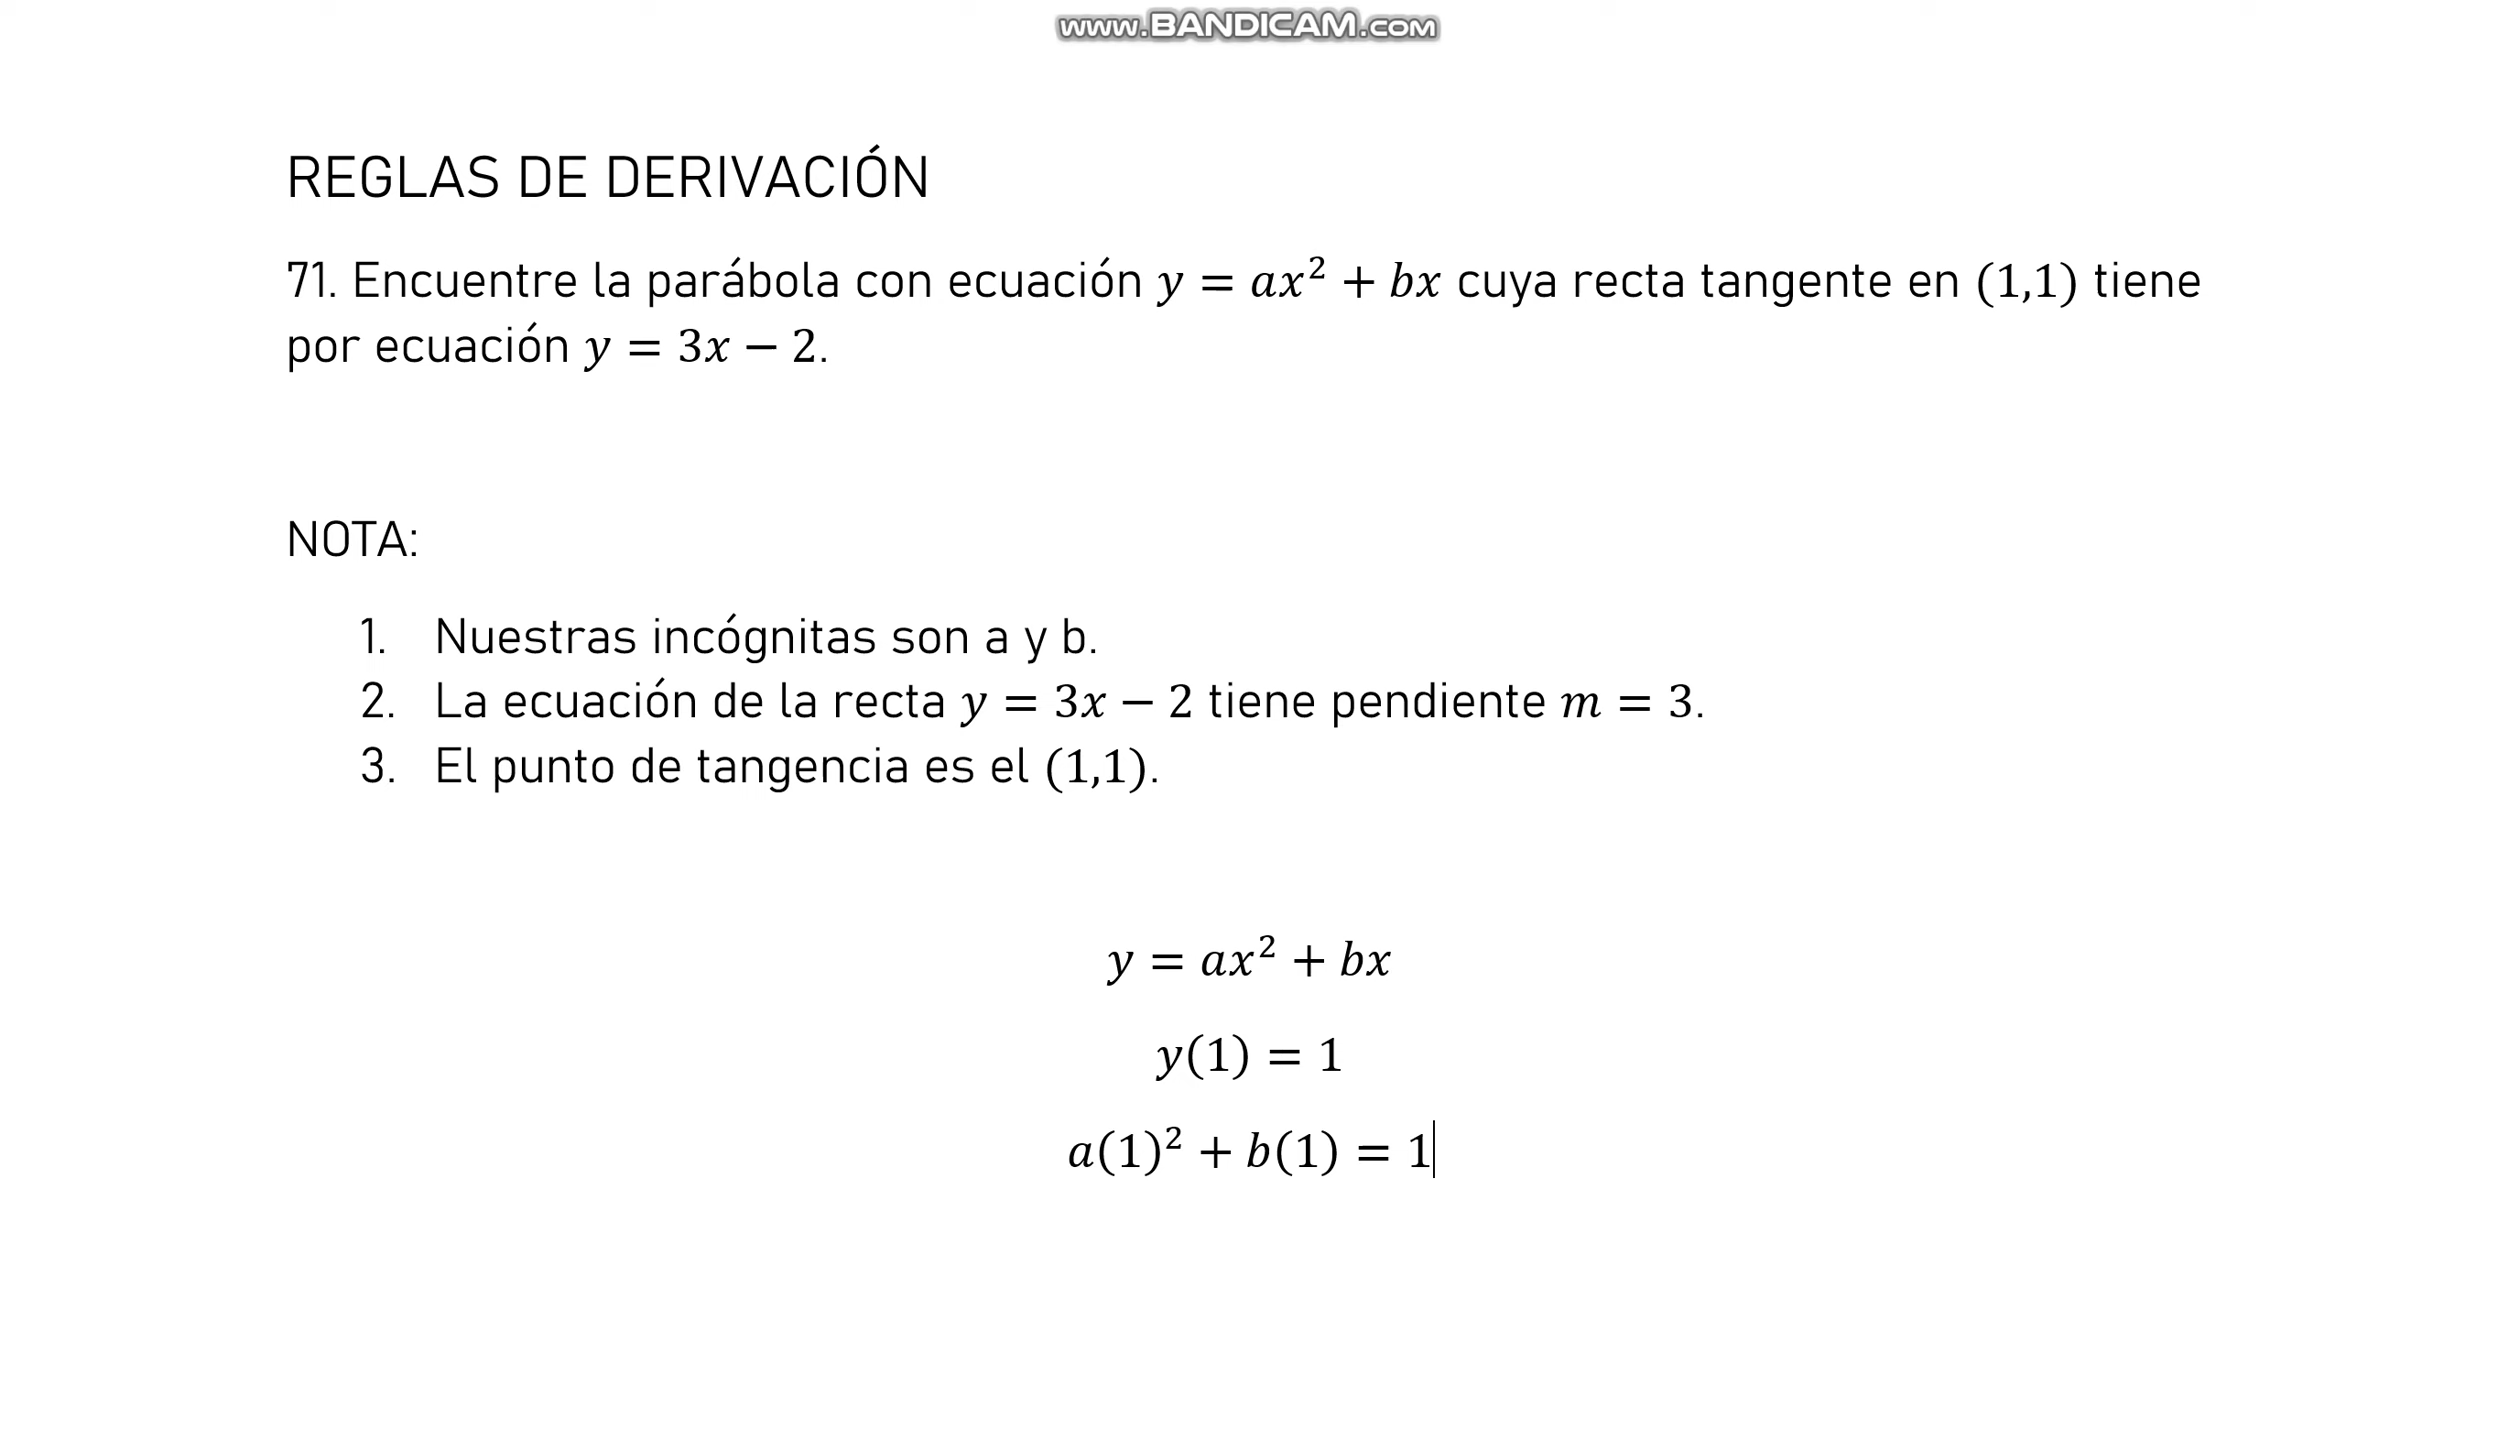 www.BANDICAM.com
REGLAS DE DERIVACIÓN
71. Encuentre la parábola con ecuación y = ax² + bx cuya recta tangente en (1,1) tiene
por ecuación y = 3x − 2.
NOTA:
1. Nuestras incógnitas son a y b.
2. La ecuación de la recta y = 3x − 2 tiene pendiente m = 3.
3. El punto de tangencia es el (1,1).
y = ax² + bx
y(1) = 1
a(1)² + b(1) = 1